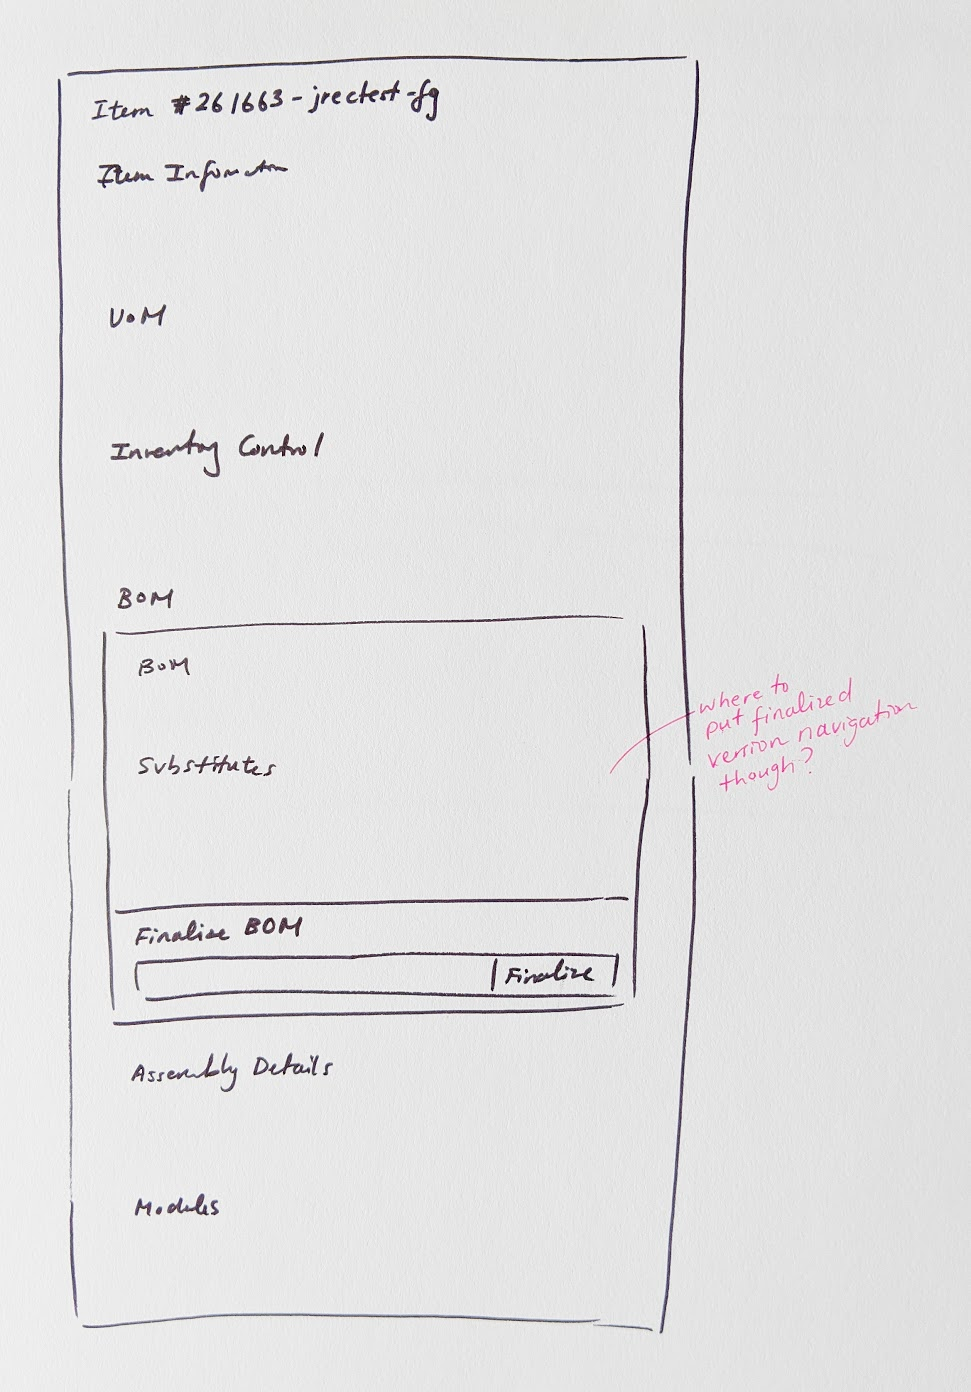 Item #261663-jrectest-fg
Item Information
UOM
Inventory Control
BOM
BOM
Substitutes
where to
put finalized
version navigation
though?
Finalize BOM
Finalize
Assembly Details
Modules